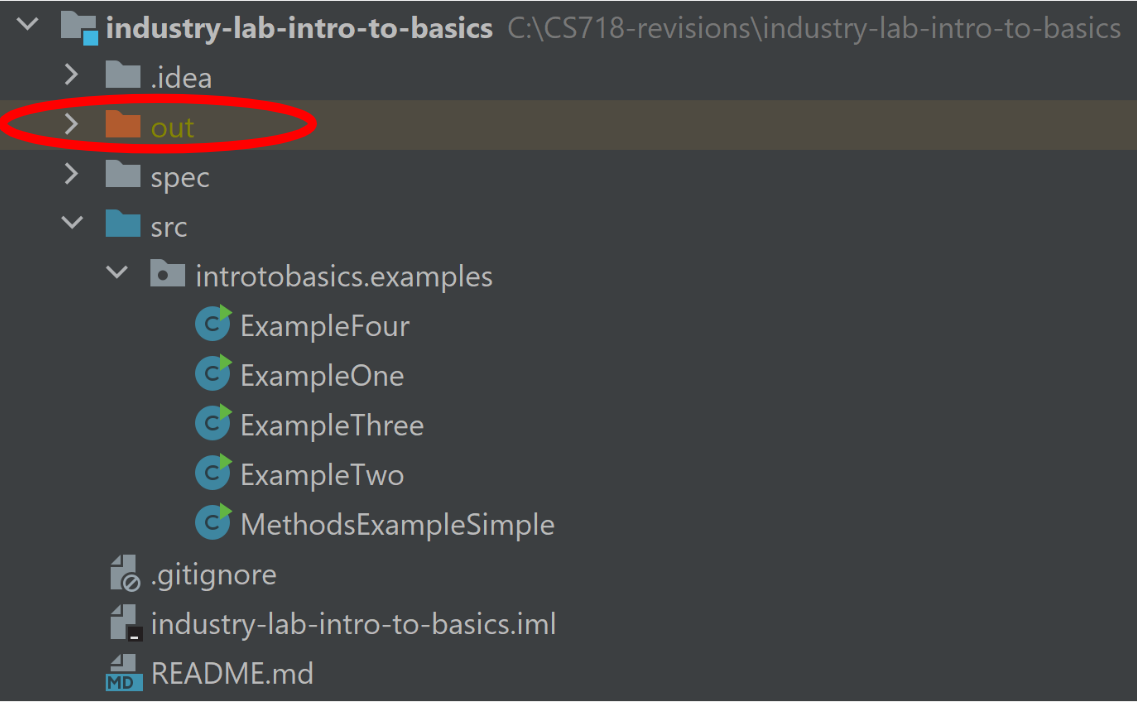 industry-lab-intro-to-basics C:\CS718-revisions\industry-lab-intro-to-basics
.idea
out
spec
src
introtobasics.examples
C ExampleFour
C ExampleOne
C ExampleThree
C ExampleTwo
C MethodsExampleSimple
.gitignore
industry-lab-intro-to-basics.iml
MD README.md